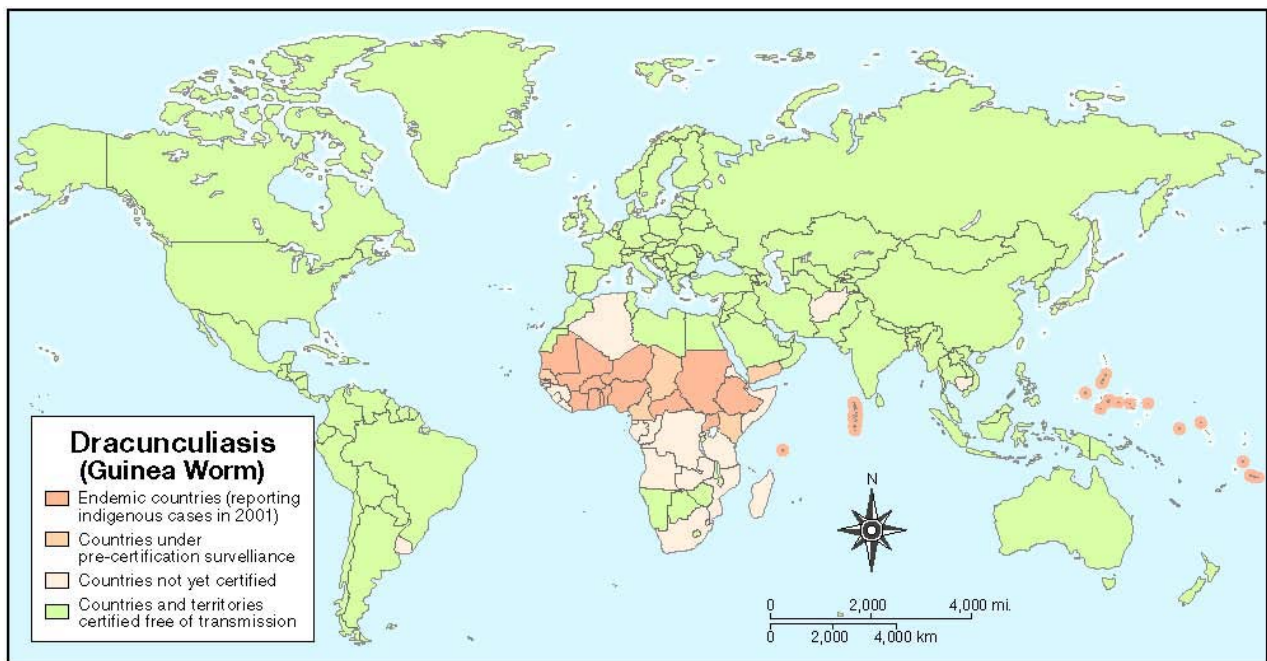 Dracunculiasis
(Guinea Worm)
Endemic countries (reporting
indigenous cases in 2001)
Countries under
pre-certification survelliance
Countries not yet certified
Countries and territories
certified free of transmission
N
0 2,000 4,000 mi.
0 2,000 4,000 km